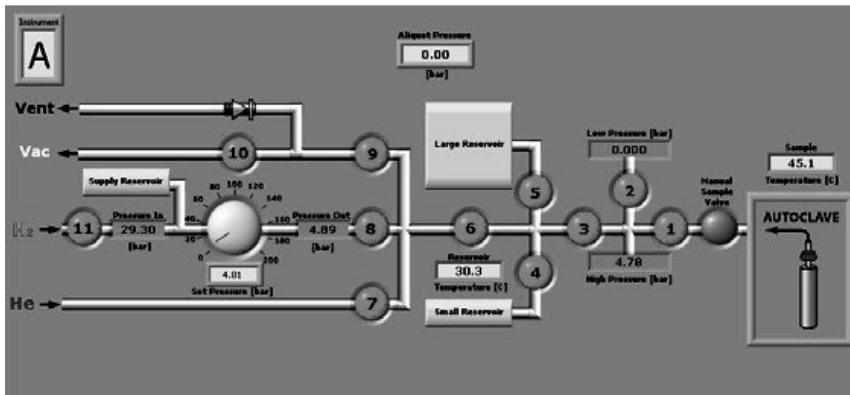 Instrument
A
Aliquot Pressure
0.00
[bar]
Vent
Vac
10
9
Large Reservoir
Low Pressure [bar]
0.000
Sample
45.1
Temperature [C]
Supply Reservoir
5
2
Manual
Sample
Valve
AUTOCLAVE
H₂
11
Pressure In
29.30
[bar]
0
20
40
60
80
100
120
140
160
180
200
4.81
Set Pressure [bar]
Pressure Out
4.89
[bar]
8
6
3
1
Reservoir
30.3
Temperature [C]
4
4.78
High Pressure [bar]
He
7
Small Reservoir